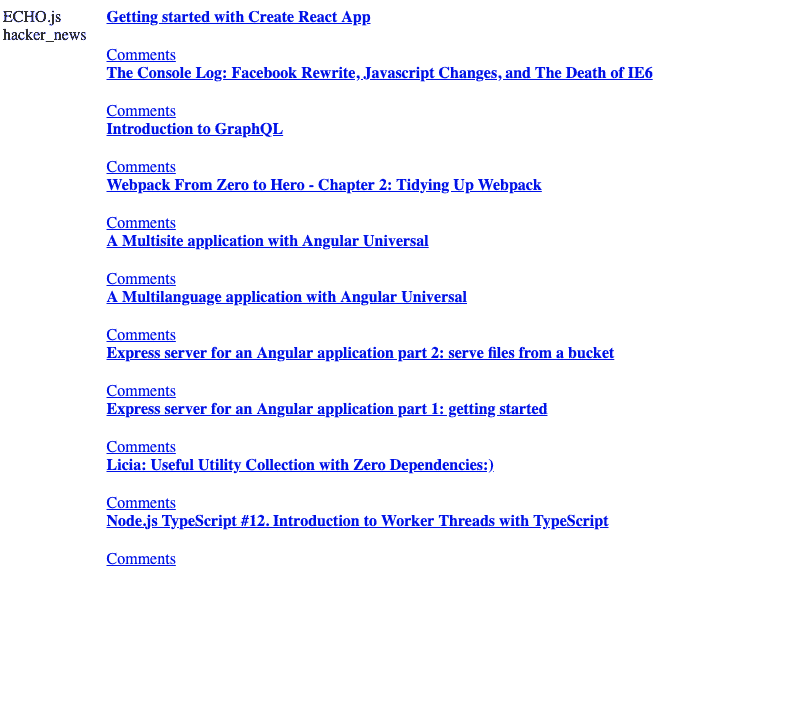 ECHO.js
hacker_news
Getting started with Create React App
Comments
The Console Log: Facebook Rewrite, Javascript Changes, and The Death of IE6
Comments
Introduction to GraphQL
Comments
Webpack From Zero to Hero - Chapter 2: Tidying Up Webpack
Comments
A Multisite application with Angular Universal
Comments
A Multilanguage application with Angular Universal
Comments
Express server for an Angular application part 2: serve files from a bucket
Comments
Express server for an Angular application part 1: getting started
Comments
Licia: Useful Utility Collection with Zero Dependencies:)
Comments
Node.js TypeScript #12. Introduction to Worker Threads with TypeScript
Comments